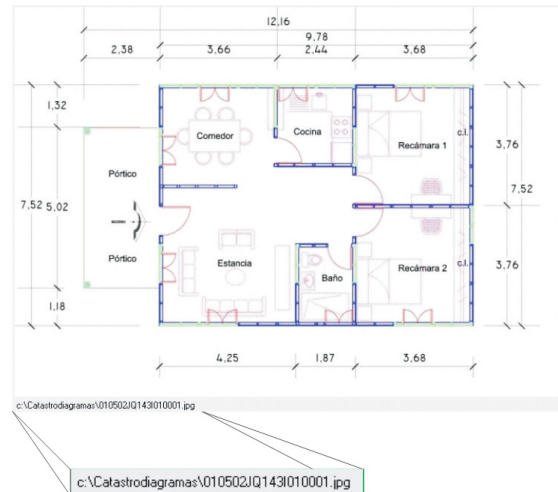 12,16
9,78
2,38 3,66 2,44 3,68
1,32
Comedor Cocina Recámara 1 c.l.
3,76
Pórtico
7,52 5,02 7,52
Pórtico Estancia Baño Recámara 2 c.l.
3,76
1,18
4,25 1,87 3,68
c:\Catastrodiagramas\010502JQ143I010001.jpg
c:\Catastrodiagramas\010502JQ143I010001.jpg